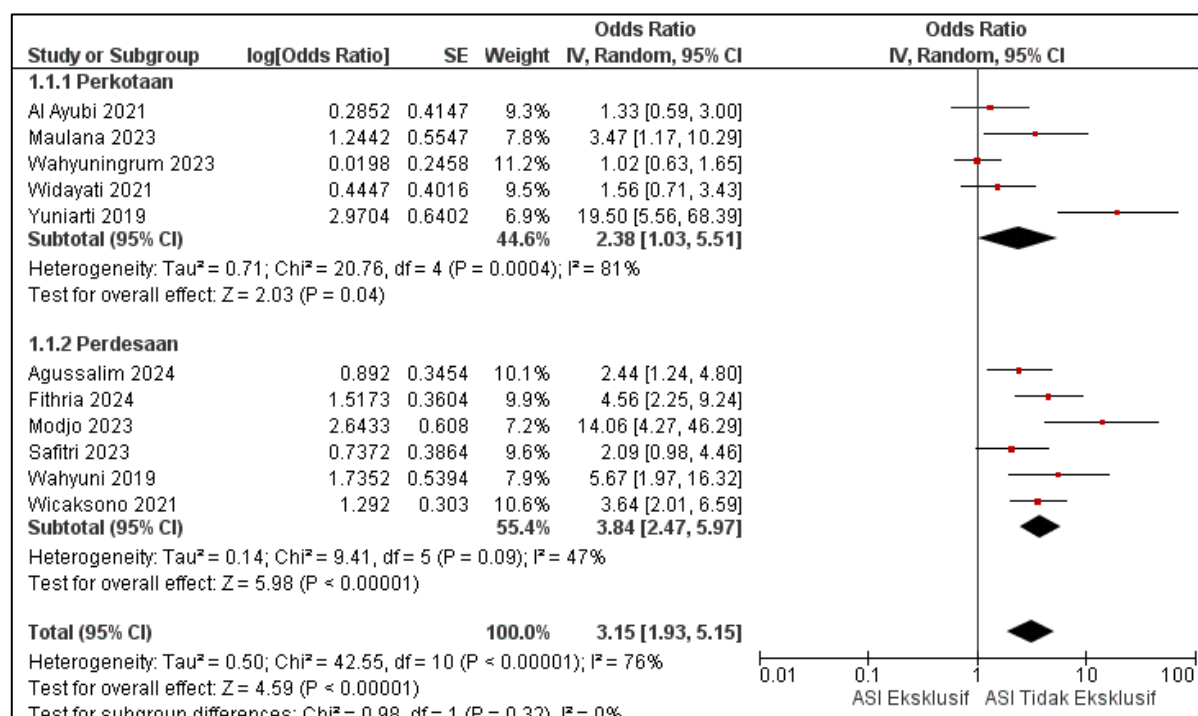 Odds Ratio Odds Ratio
Study or Subgroup log[Odds Ratio] SE Weight IV, Random, 95% CI IV, Random, 95% CI
1.1.1 Perkotaan
Al Ayubi 2021 0.2852 0.4147 9.3% 1.33 [0.59, 3.00]
Maulana 2023 1.2442 0.5547 7.8% 3.47 [1.17, 10.29]
Wahyuningrum 2023 0.0198 0.2458 11.2% 1.02 [0.63, 1.65]
Widayati 2021 0.4447 0.4016 9.5% 1.56 [0.71, 3.43]
Yuniarti 2019 2.9704 0.6402 6.9% 19.50 [5.56, 68.39]
Subtotal (95% CI) 44.6% 2.38 [1.03, 5.51]
Heterogeneity: Tau² = 0.71; Chi² = 20.76, df = 4 (P = 0.0004); I² = 81%
Test for overall effect: Z = 2.03 (P = 0.04)
1.1.2 Perdesaan
Agussalim 2024 0.892 0.3454 10.1% 2.44 [1.24, 4.80]
Fithria 2024 1.5173 0.3604 9.9% 4.56 [2.25, 9.24]
Modjo 2023 2.6433 0.608 7.2% 14.06 [4.27, 46.29]
Safitri 2023 0.7372 0.3864 9.6% 2.09 [0.98, 4.46]
Wahyuni 2019 1.7352 0.5394 7.9% 5.67 [1.97, 16.32]
Wicaksono 2021 1.292 0.303 10.6% 3.64 [2.01, 6.59]
Subtotal (95% CI) 55.4% 3.84 [2.47, 5.97]
Heterogeneity: Tau² = 0.14; Chi² = 9.41, df = 5 (P = 0.09); I² = 47%
Test for overall effect: Z = 5.98 (P < 0.00001)
Total (95% CI) 100.0% 3.15 [1.93, 5.15]
Heterogeneity: Tau² = 0.50; Chi² = 42.55, df = 10 (P < 0.00001); I² = 76%
Test for overall effect: Z = 4.59 (P < 0.00001)
Test for subgroup differences: Chi² = 0.98, df = 1 (P = 0.32), I² = 0%
0.01 0.1 1 10 100
ASI Eksklusif ASI Tidak Eksklusif